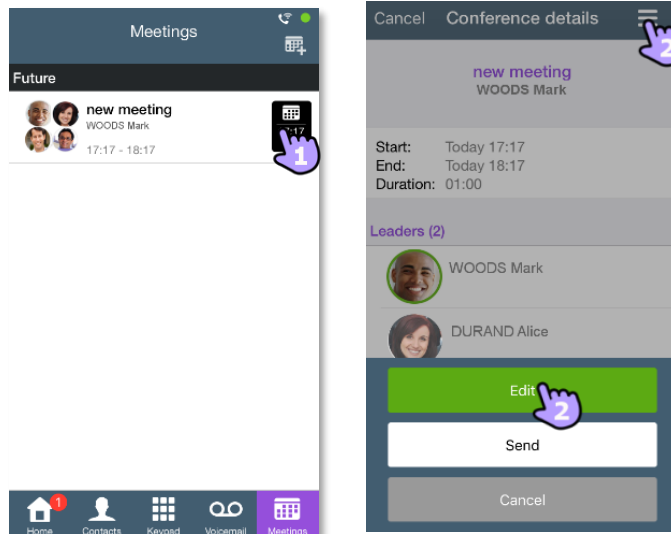 Meetings
Future
new meeting
WOODS Mark
17:17 - 18:17
1
1
Home
Contacts
Keypad
Voicemail
Meetings
Cancel
Conference details
2
new meeting
WOODS Mark
Start: Today 17:17
End: Today 18:17
Duration: 01:00
Leaders (2)
WOODS Mark
DURAND Alice
Edit
2
Send
Cancel